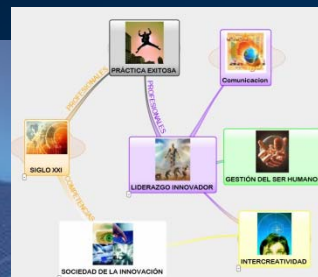 PRÁCTICA EXITOSA
Comunicacion
PROFESIONALES
PROFESIONALES
SIGLO XXI
LIDERAZGO INNOVADOR
GESTIÓN DEL SER HUMANO
COMPETENCIAS
SOCIEDAD DE LA INNOVACIÓN
INTERCREATIVIDAD